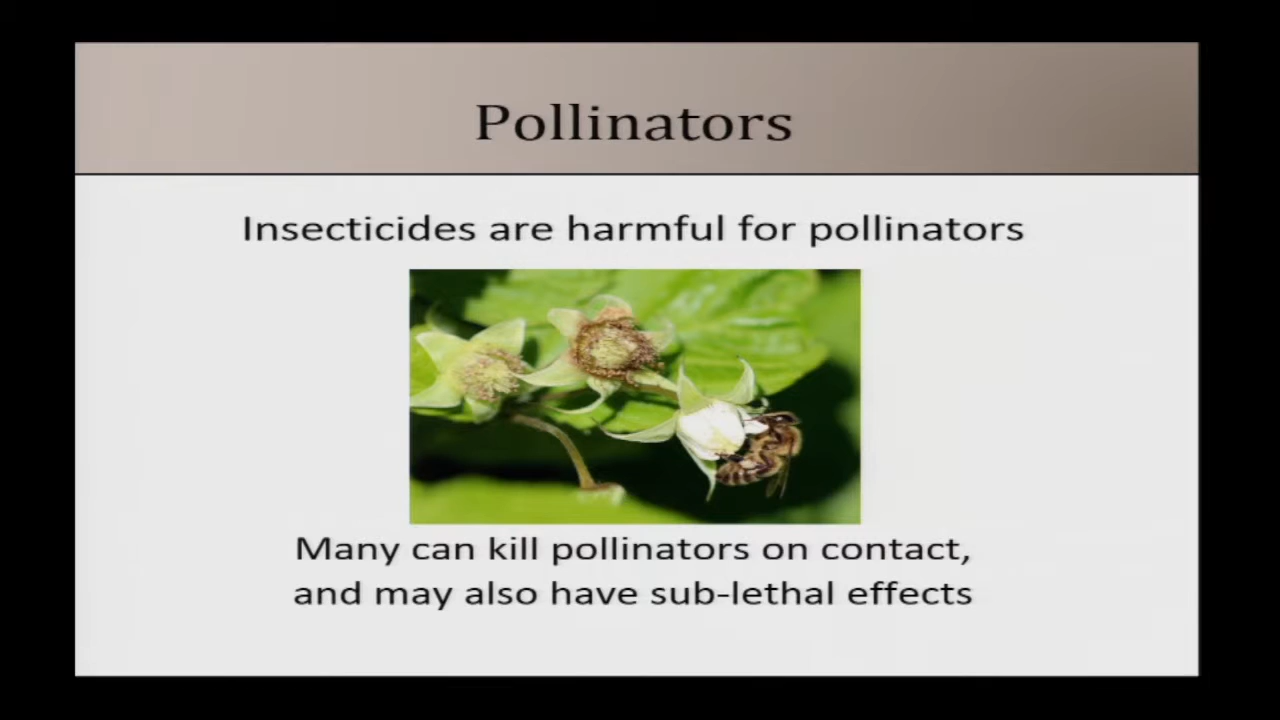 Pollinators
Insecticides are harmful for pollinators
Many can kill pollinators on contact,
and may also have sub-lethal effects